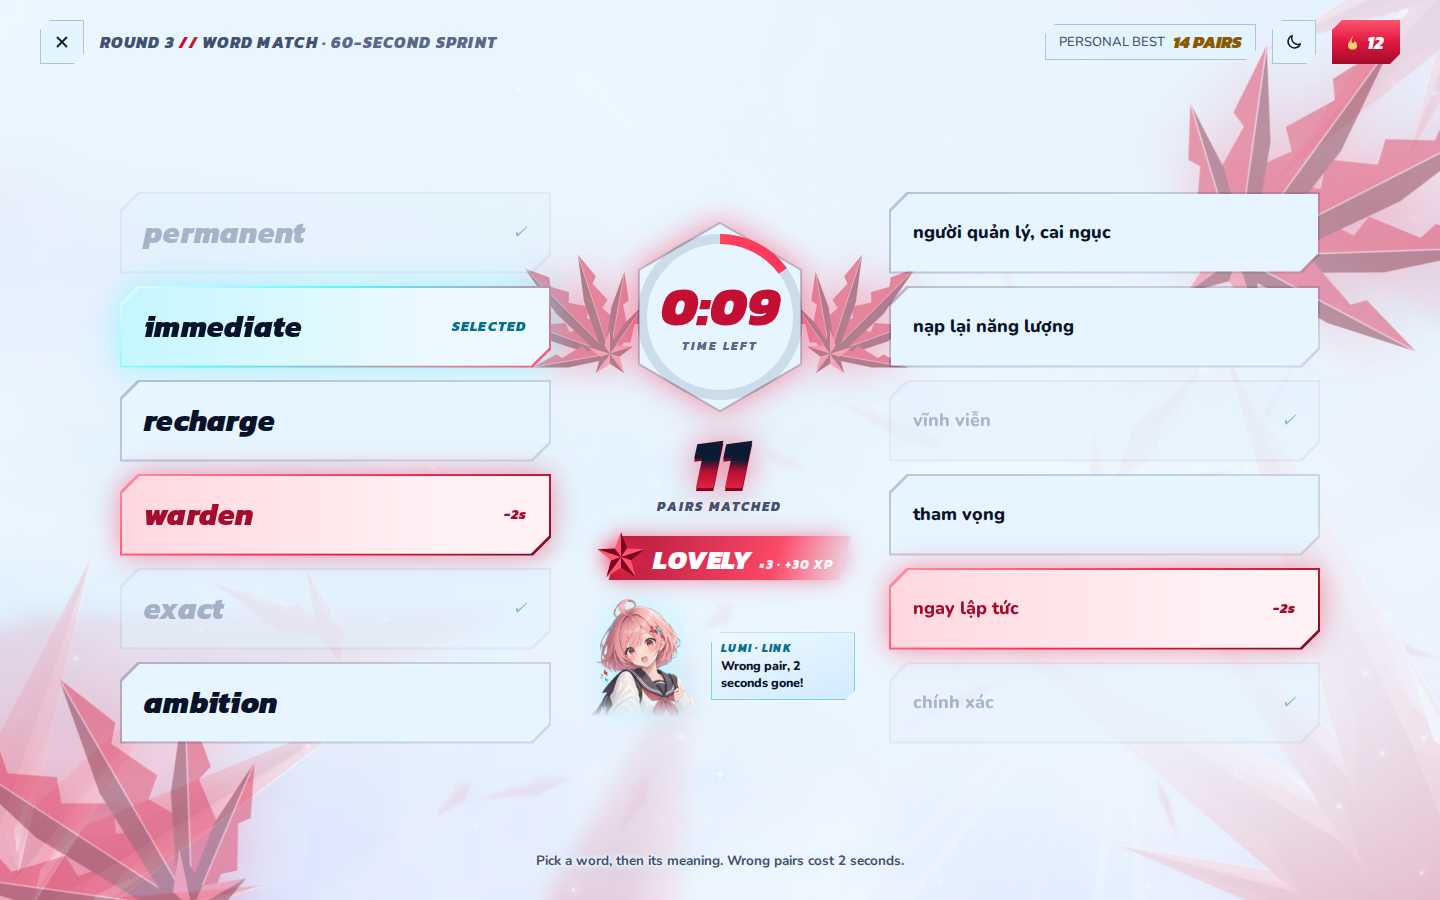 ROUND 3 // WORD MATCH · 60-SECOND SPRINT
PERSONAL BEST 14 PAIRS
12
permanent ✓
immediate SELECTED
recharge
warden -2s
exact ✓
ambition
0:09
TIME LEFT
11
PAIRS MATCHED
LOVELY ×3 · +30 XP
LUMI · LINK
Wrong pair, 2
seconds gone!
người quản lý, cai ngục
nạp lại năng lượng
vĩnh viễn ✓
tham vọng
ngay lập tức -2s
chính xác ✓
Pick a word, then its meaning. Wrong pairs cost 2 seconds.